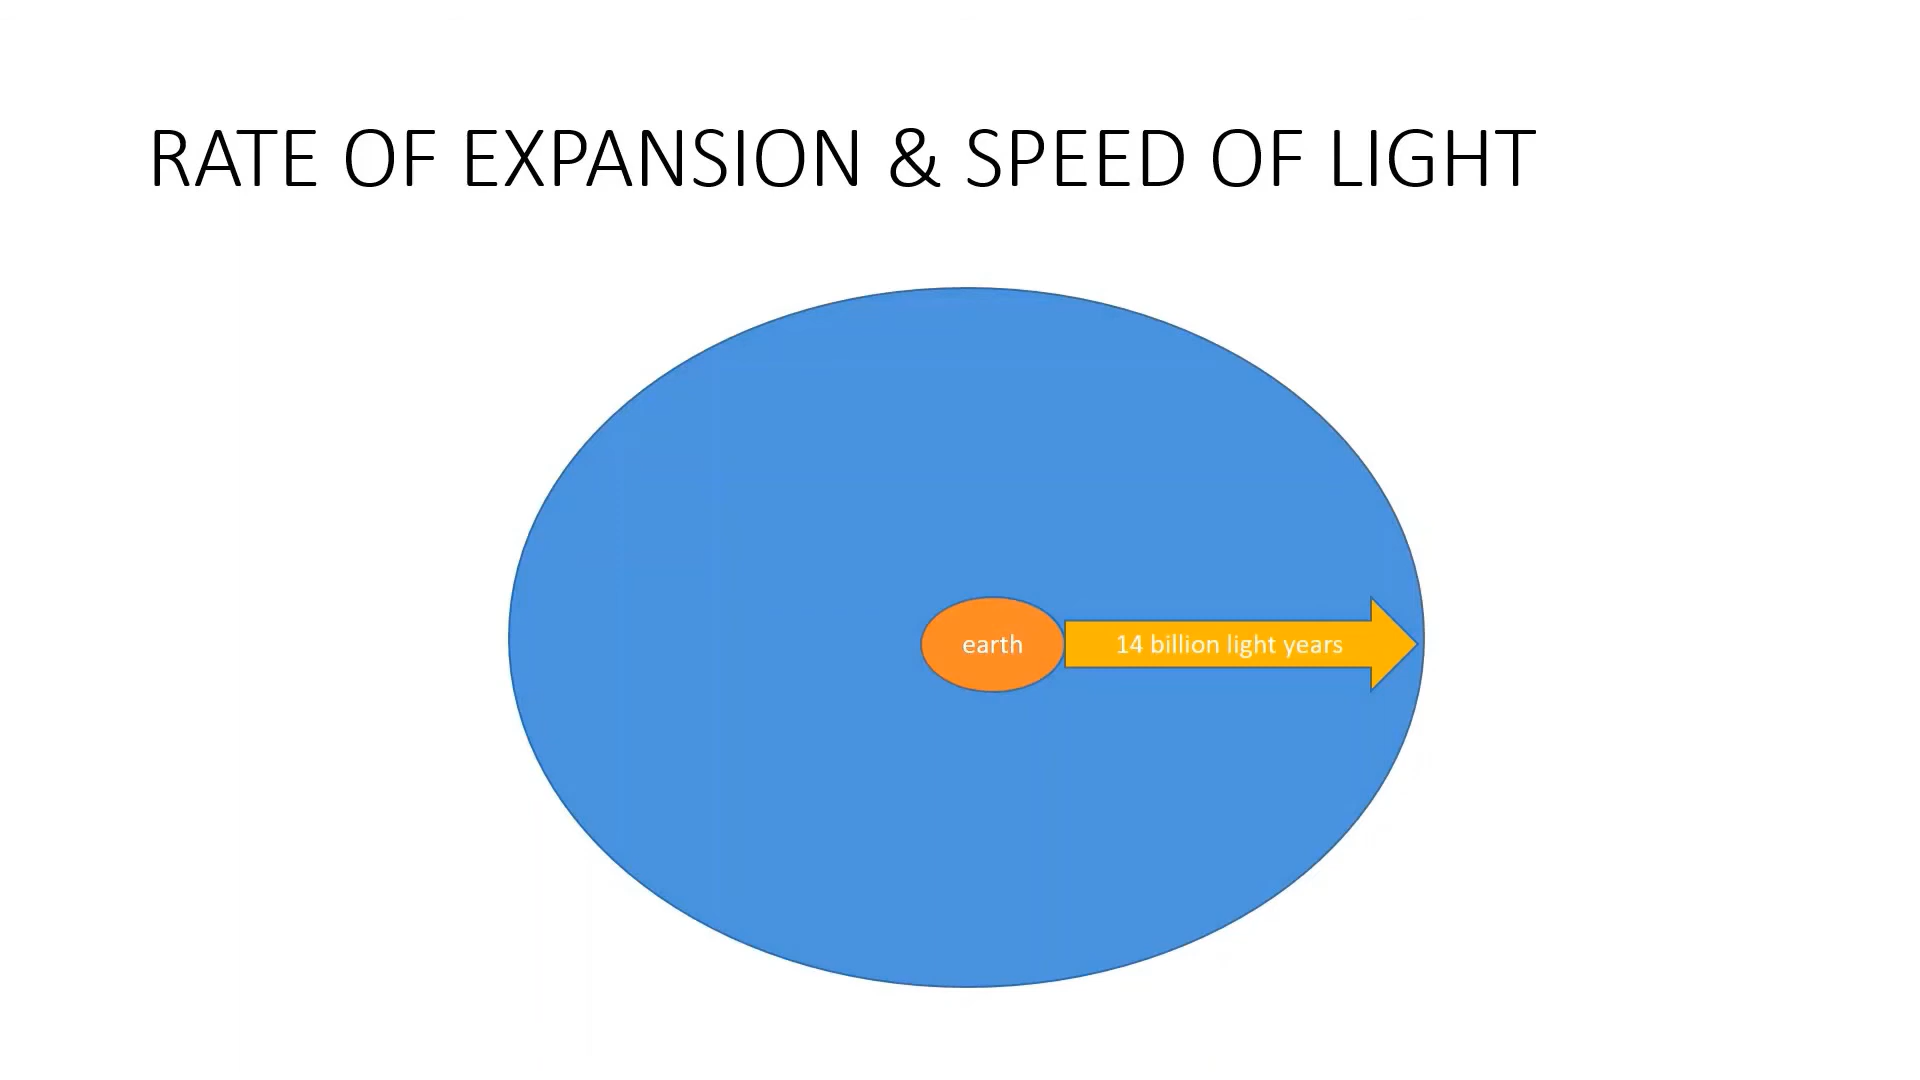 RATE OF EXPANSION & SPEED OF LIGHT
earth
14 billion light years